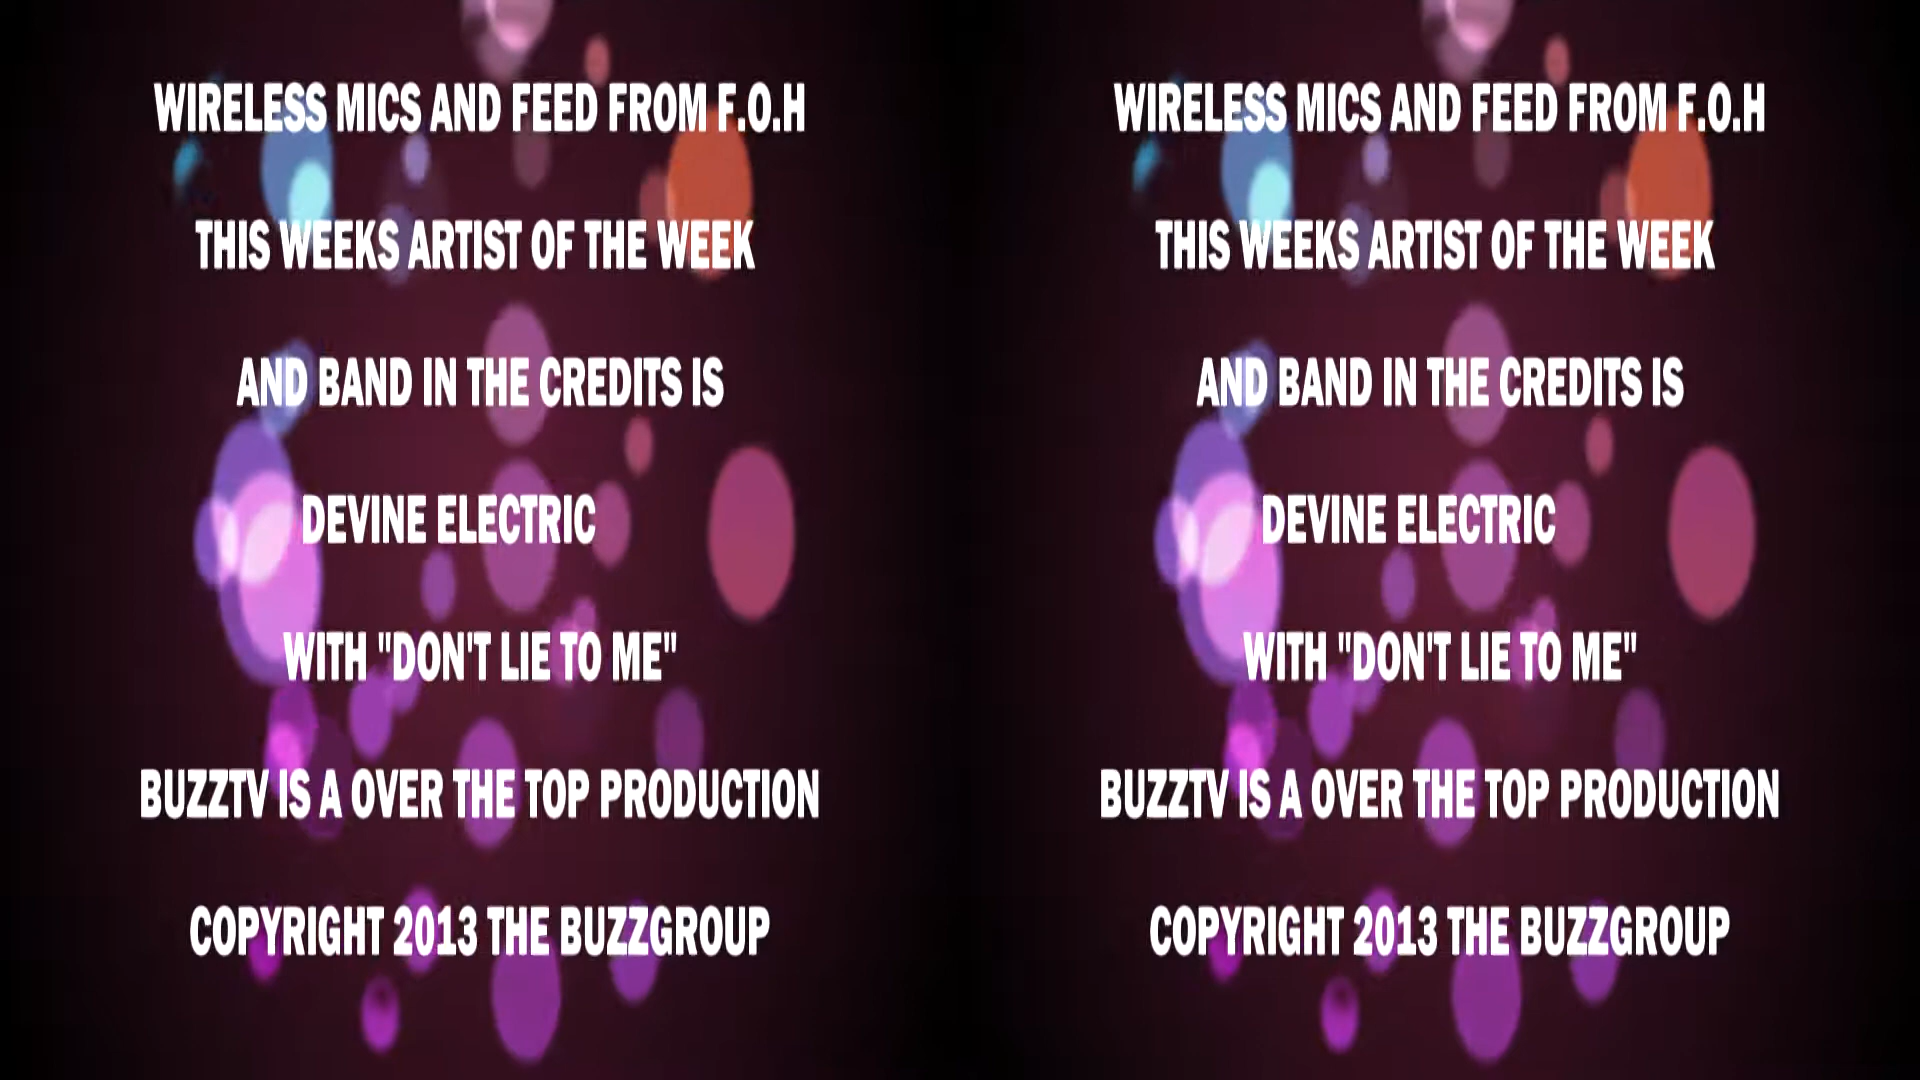 WIRELESS MICS AND FEED FROM F.O.H
THIS WEEKS ARTIST OF THE WEEK
AND BAND IN THE CREDITS IS
DEVINE ELECTRIC
WITH "DON'T LIE TO ME"
BUZZTV IS A OVER THE TOP PRODUCTION
COPYRIGHT 2013 THE BUZZGROUP
WIRELESS MICS AND FEED FROM F.O.H
THIS WEEKS ARTIST OF THE WEEK
AND BAND IN THE CREDITS IS
DEVINE ELECTRIC
WITH "DON'T LIE TO ME"
BUZZTV IS A OVER THE TOP PRODUCTION
COPYRIGHT 2013 THE BUZZGROUP